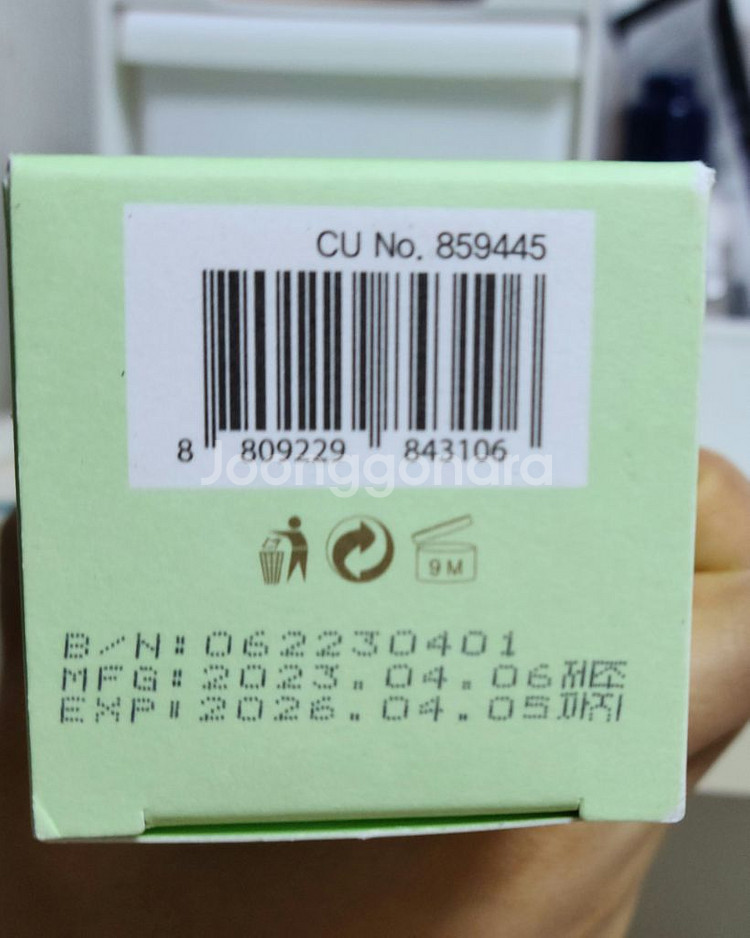 CU No. 859445
8 809229 843106
Joonggonara
9M
B/N:062230401
MFG:2023.04.06제조
EXP:2026.04.05까지